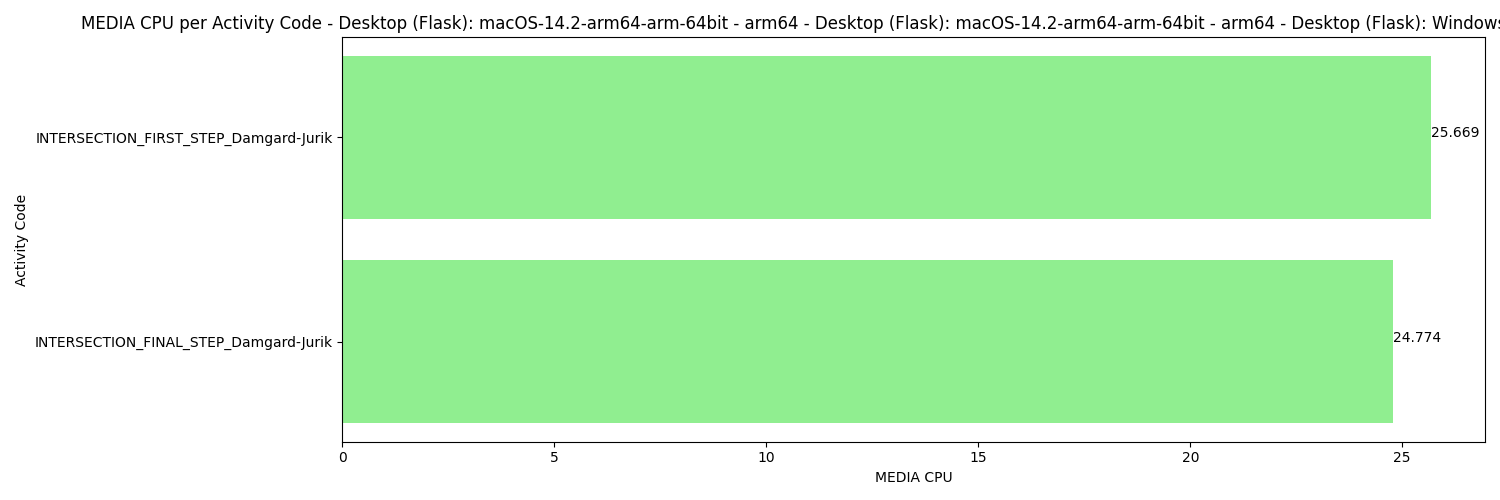 MEDIA CPU per Activity Code - Desktop (Flask): macOS-14.2-arm64-arm-64bit - arm64 - Desktop (Flask): macOS-14.2-arm64-arm-64bit - arm64 - Desktop (Flask): Windows
INTERSECTION_FIRST_STEP_Damgard-Jurik
25.669
Activity Code
INTERSECTION_FINAL_STEP_Damgard-Jurik
24.774
0 5 10 15 20 25
MEDIA CPU